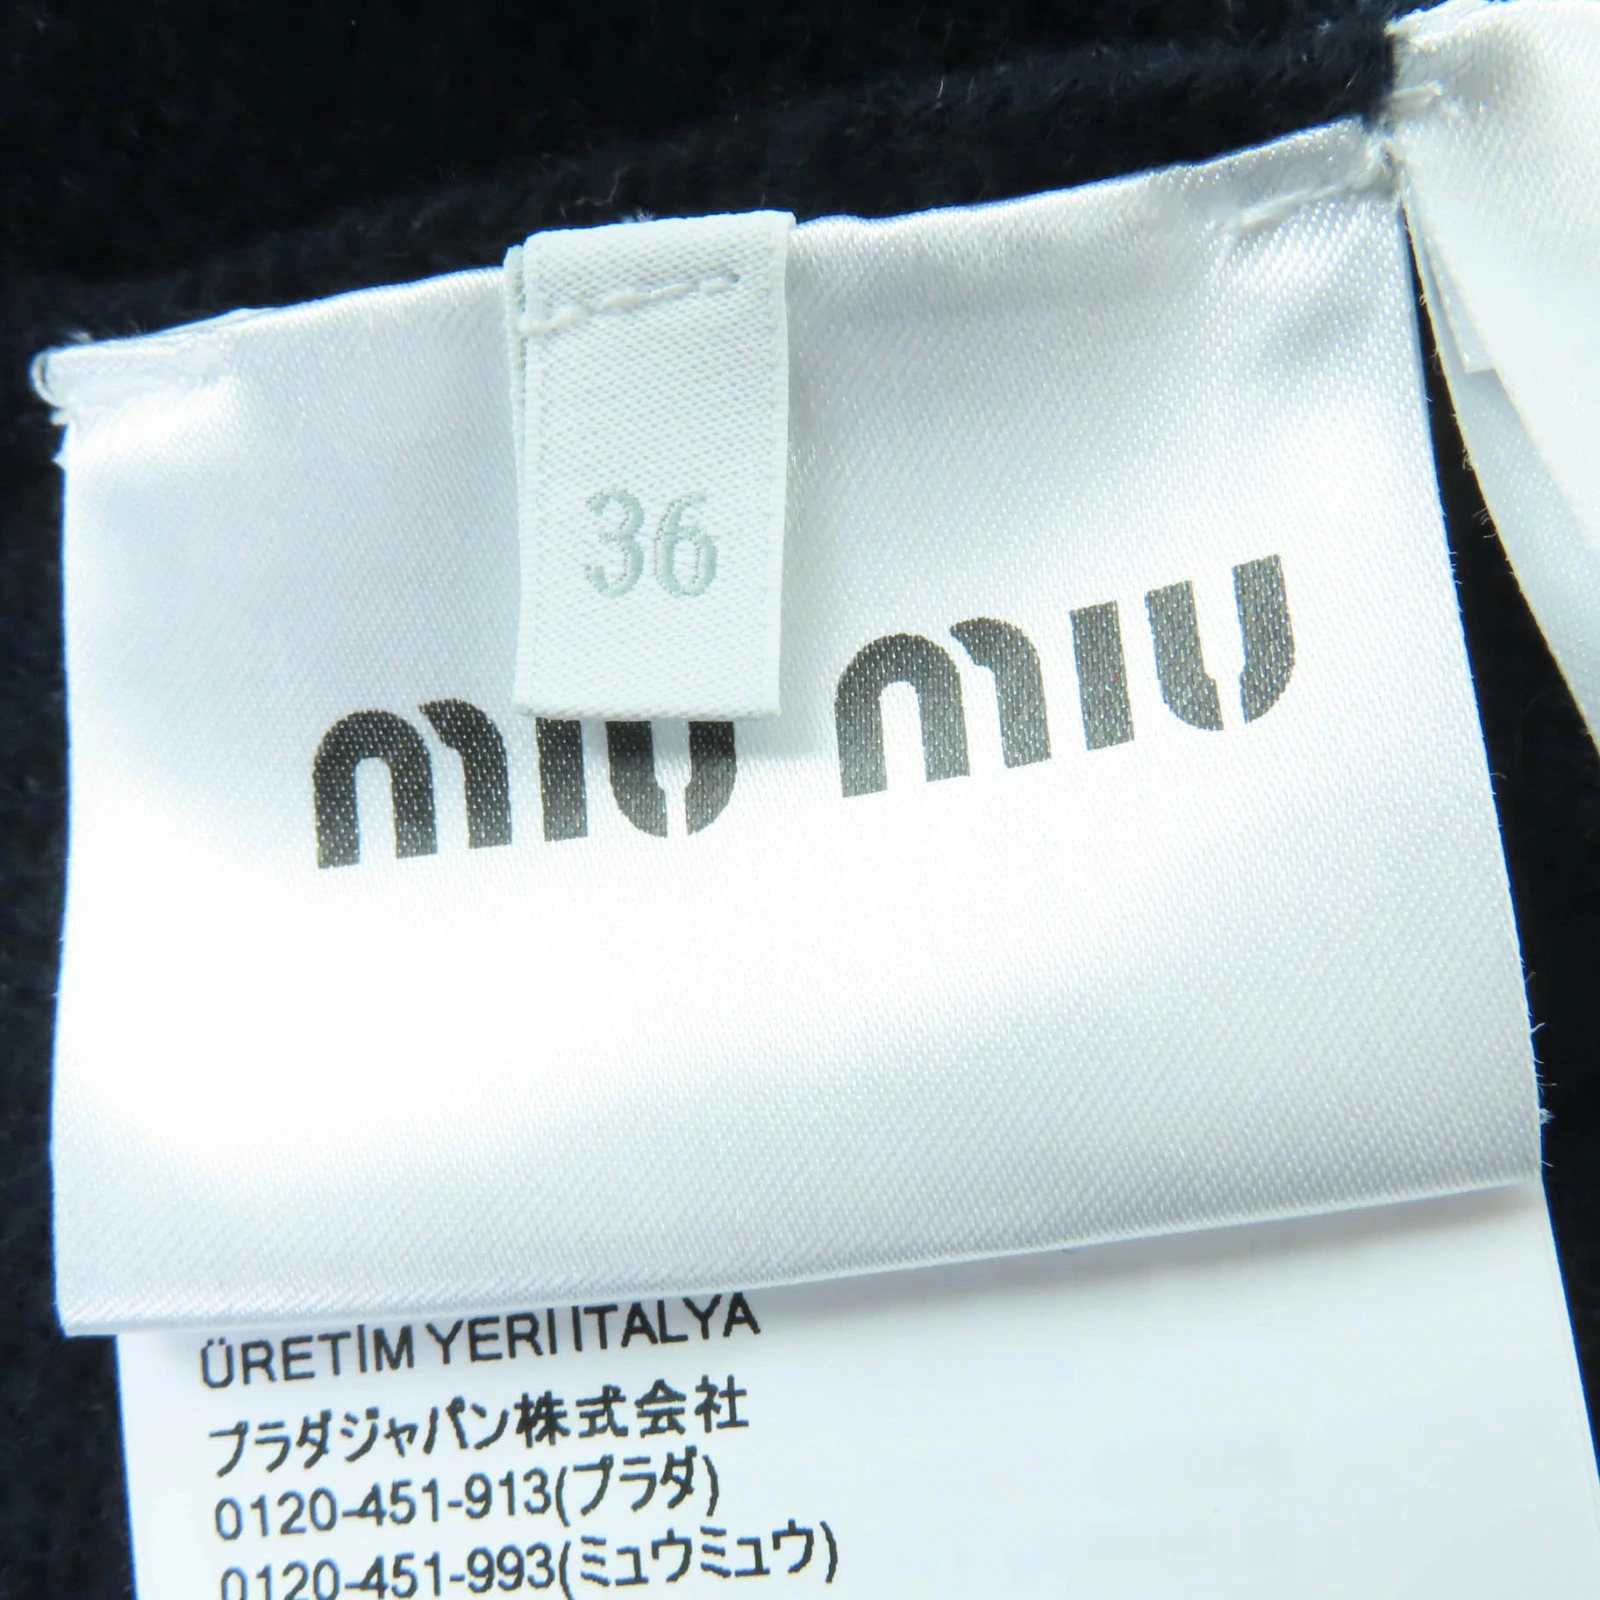 36
miu miu
ÜRETİM YERI İTALYA
プラダジャパン株式会社
0120-451-913(プラダ)
0120-451-993(ミュウミュウ)